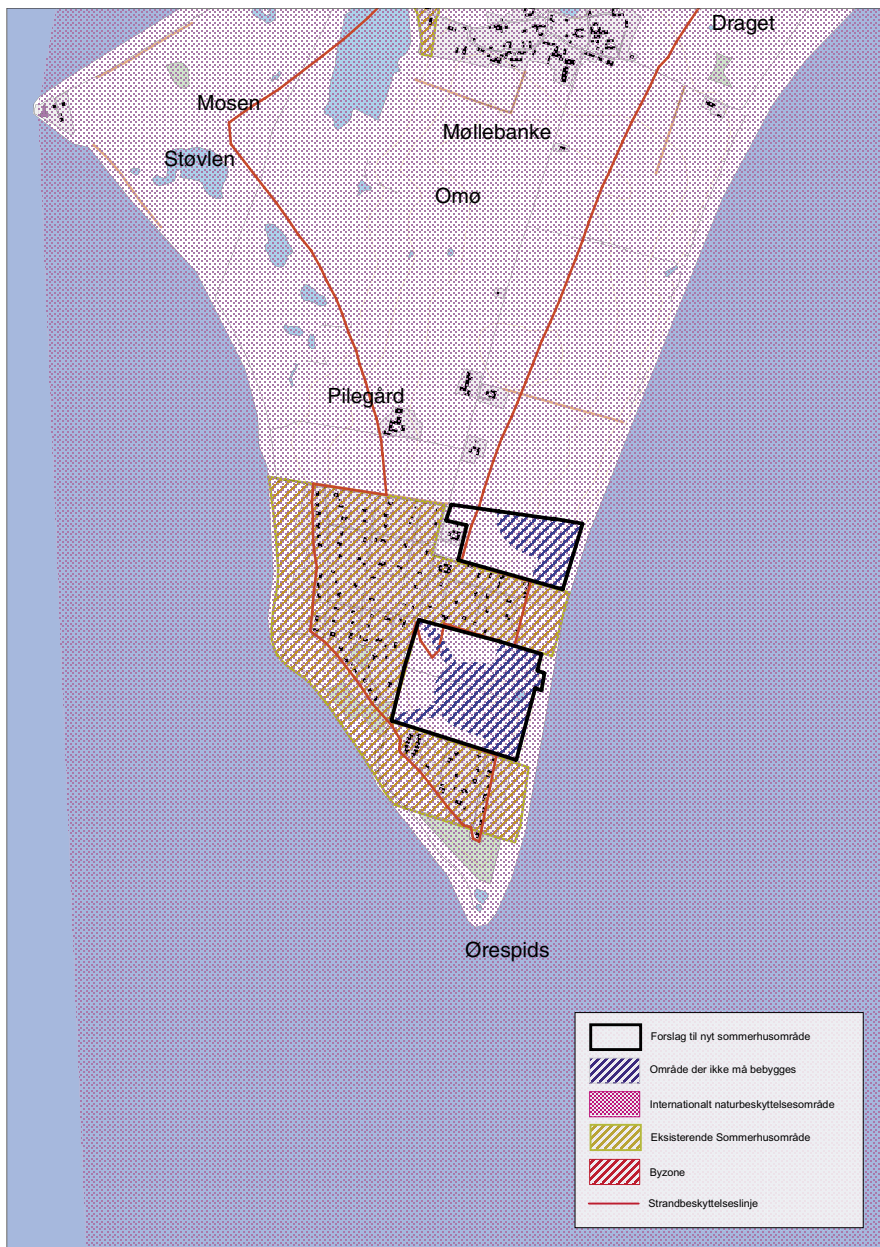 Draget
Mosen
Møllebanke
Støvlen
Omø
Pilegård
Ørespids
Forslag til nyt sommerhusområde
Område der ikke må bebygges
Internationalt naturbeskyttelsesområde
Eksisterende Sommerhusområde
Byzone
Strandbeskyttelseslinje